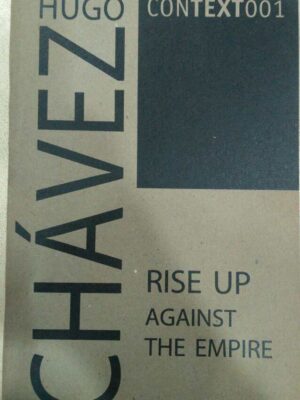 HUGO
CHÁVEZ
CONTEXT001
RISE UP
AGAINST
THE EMPIRE